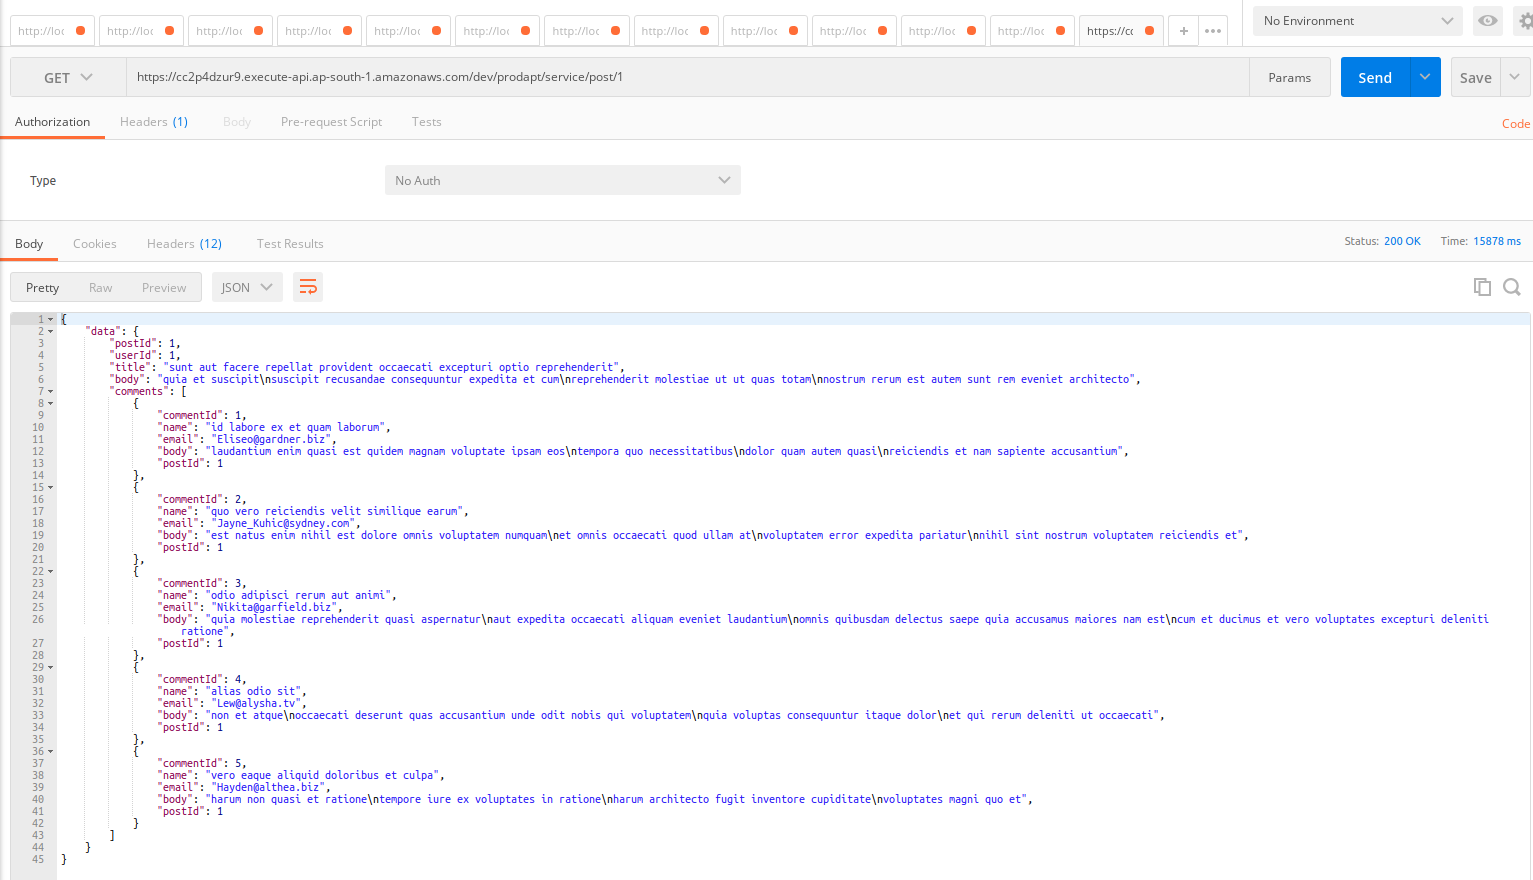 http://loc http://loc http://loc http://loc http://loc http://loc http://loc http://loc http://loc http://loc http://loc http://loc https://cc + ••• No Environment
GET https://cc2p4dzur9.execute-api.ap-south-1.amazonaws.com/dev/prodapt/service/post/1 Params Send Save
Authorization Headers (1) Body Pre-request Script Tests Code
Type No Auth
Body Cookies Headers (12) Test Results Status: 200 OK Time: 15878 ms
Pretty Raw Preview JSON
1 {
2 "data": {
3 "postId": 1,
4 "userId": 1,
5 "title": "sunt aut facere repellat provident occaecati excepturi optio reprehenderit",
6 "body": "quia et suscipit\nsuscipit recusandae consequuntur expedita et cum\nreprehenderit molestiae ut ut quas totam\nnostrum rerum est autem sunt rem eveniet architecto",
7 "comments": [
8 {
9 "commentId": 1,
10 "name": "id labore ex et quam laborum",
11 "email": "Eliseo@gardner.biz",
12 "body": "laudantium enim quasi est quidem magnam voluptate ipsam eos\ntempora quo necessitatibus\ndolor quam autem quasi\nreiciendis et nam sapiente accusantium",
13 "postId": 1
14 },
15 {
16 "commentId": 2,
17 "name": "quo vero reiciendis velit similique earum",
18 "email": "Jayne_Kuhic@sydney.com",
19 "body": "est natus enim nihil est dolore omnis voluptatem numquam\net omnis occaecati quod ullam at\nvoluptatem error expedita pariatur\nnihil sint nostrum voluptatem reiciendis et",
20 "postId": 1
21 },
22 {
23 "commentId": 3,
24 "name": "odio adipisci rerum aut animi",
25 "email": "Nikita@garfield.biz",
26 "body": "quia molestiae reprehenderit quasi aspernatur\naut expedita occaecati aliquam eveniet laudantium\nomnis quibusdam delectus saepe quia accusamus maiores nam est\ncum et ducimus et vero voluptates excepturi deleniti
ratione",
27 "postId": 1
28 },
29 {
30 "commentId": 4,
31 "name": "alias odio sit",
32 "email": "Lew@alysha.tv",
33 "body": "non et atque\noccaecati deserunt quas accusantium unde odit nobis qui voluptatem\nquia voluptas consequuntur itaque dolor\net qui rerum deleniti ut occaecati",
34 "postId": 1
35 },
36 {
37 "commentId": 5,
38 "name": "vero eaque aliquid doloribus et culpa",
39 "email": "Hayden@althea.biz",
40 "body": "harum non quasi et ratione\ntempore iure ex voluptates in ratione\nharum architecto fugit inventore cupiditate\nvoluptates magni quo et",
41 "postId": 1
42 }
43 ]
44 }
45 }